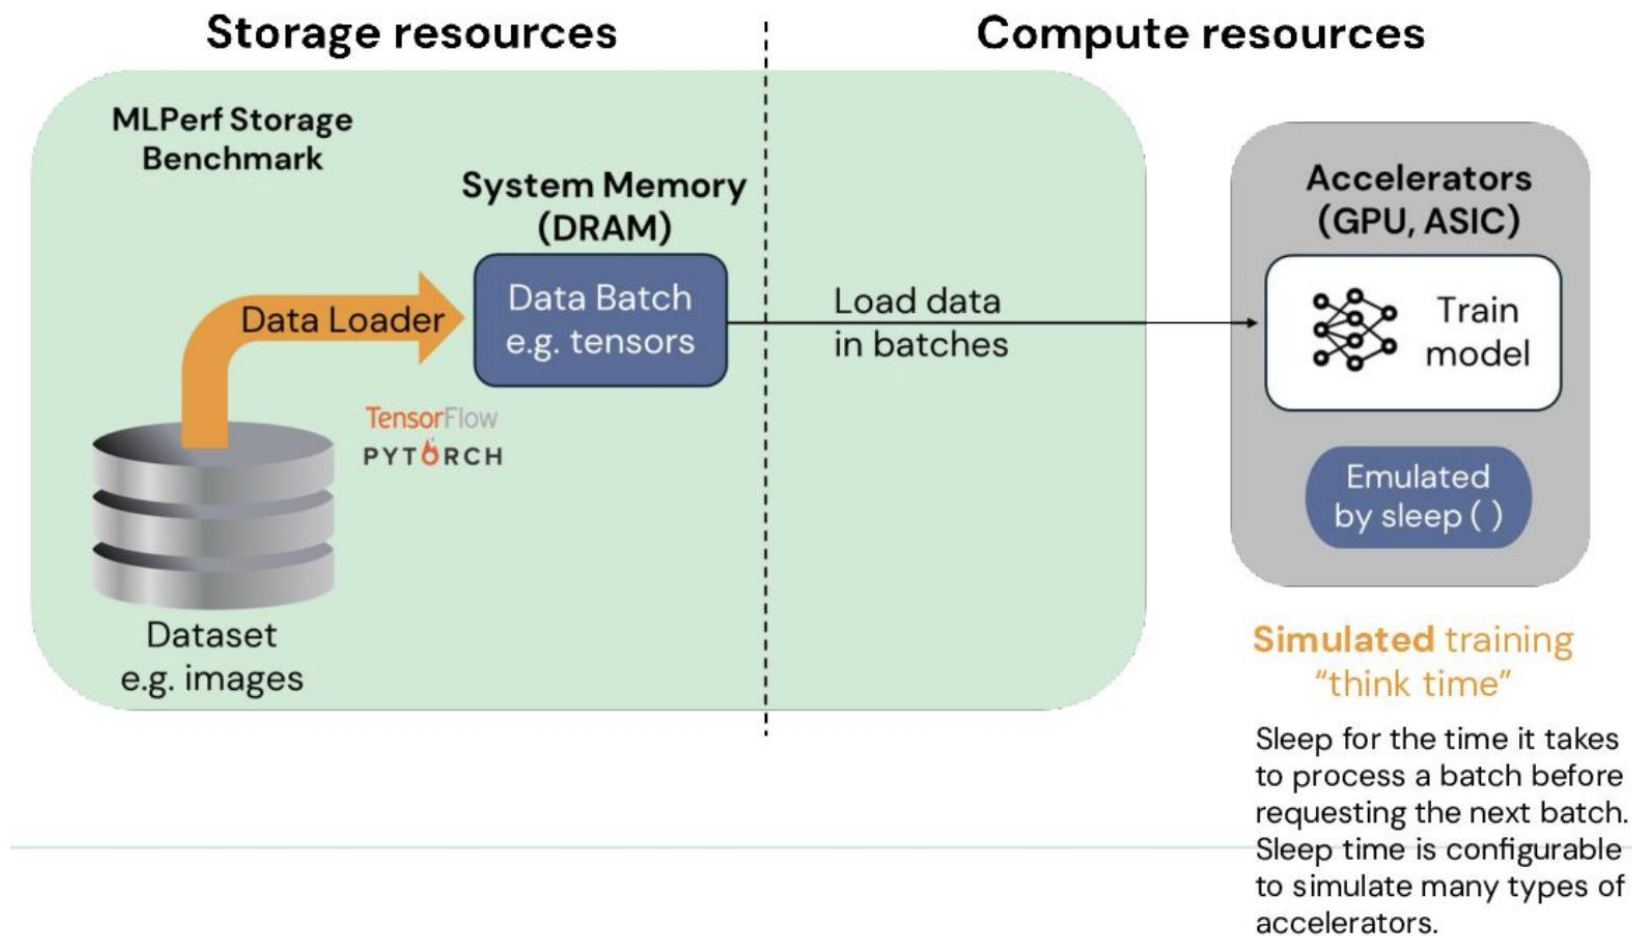 Storage resources
Compute resources
MLPerf Storage
Benchmark
System Memory
(DRAM)
Data Batch
e.g. tensors
Data Loader
TensorFlow
PYTORCH
Dataset
e.g. images
Load data
in batches
Accelerators
(GPU, ASIC)
Train
model
Emulated
by sleep ( )
Simulated training
“think time”
Sleep for the time it takes
to process a batch before
requesting the next batch.
Sleep time is configurable
to simulate many types of
accelerators.